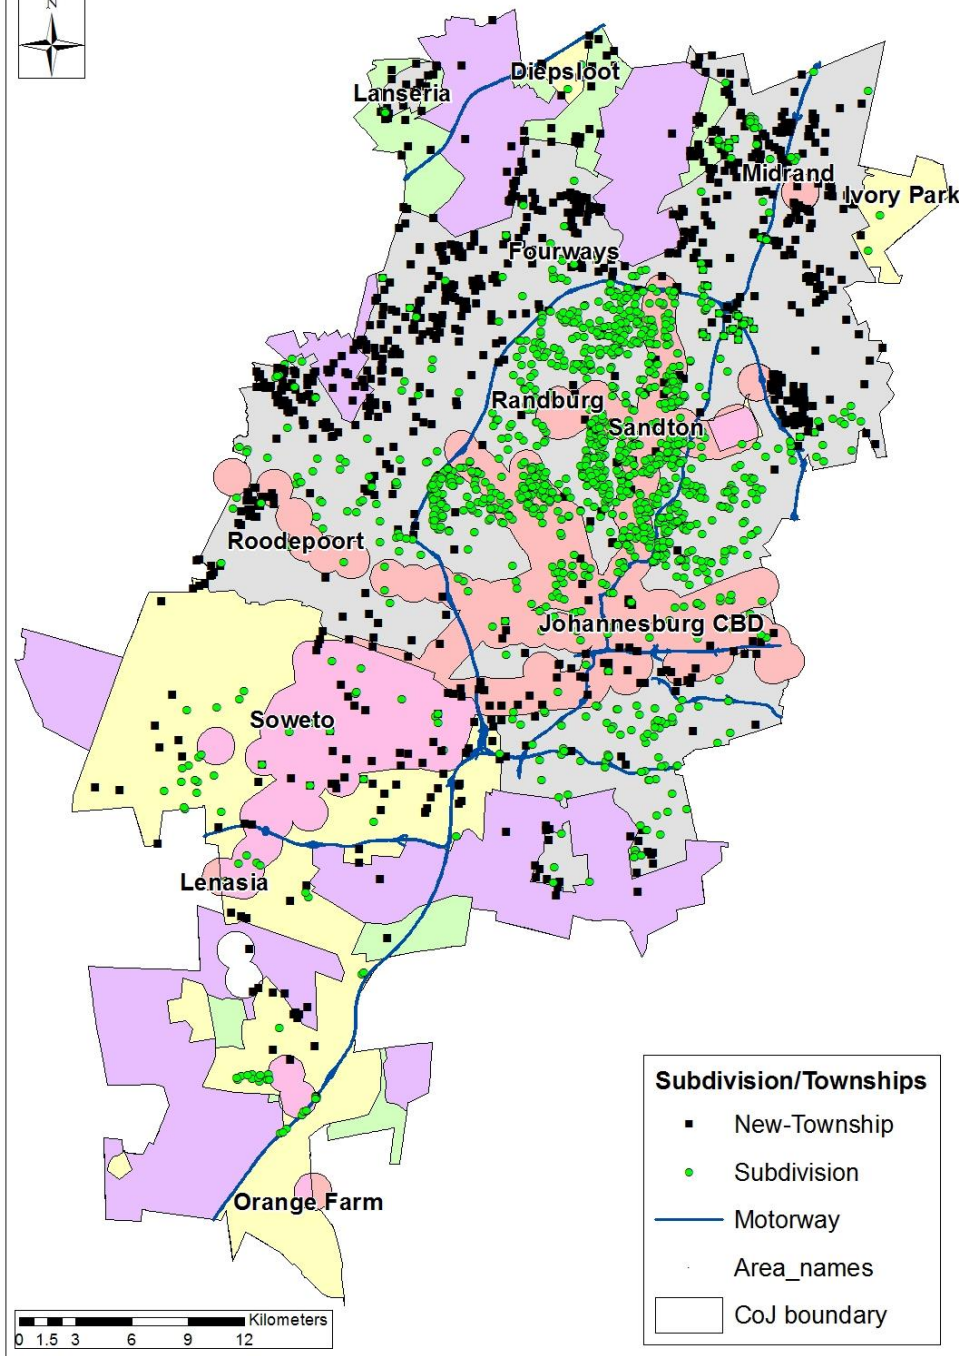 N
Diepsloot
Lanseria
Midrand
Ivory Park
Fourways
Randburg
Sandton
Roodepoort
Johannesburg CBD
Soweto
Lenasia
Orange Farm
Subdivision/Townships
New-Township
Subdivision
Motorway
Area_names
CoJ boundary
Kilometers
0 1.5 3 6 9 12